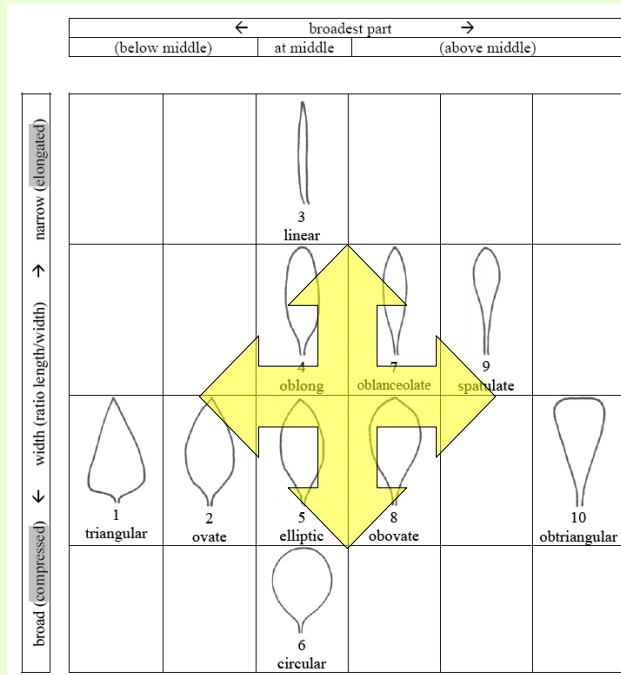 ← broadest part →
(below middle) at middle (above middle)
broad (compressed) ← width (ratio length/width) → narrow (elongated)
3
linear
4 7 9
oblong oblanceolate spatulate
1 2 5 8 10
triangular ovate elliptic obovate obtriangular
6
circular